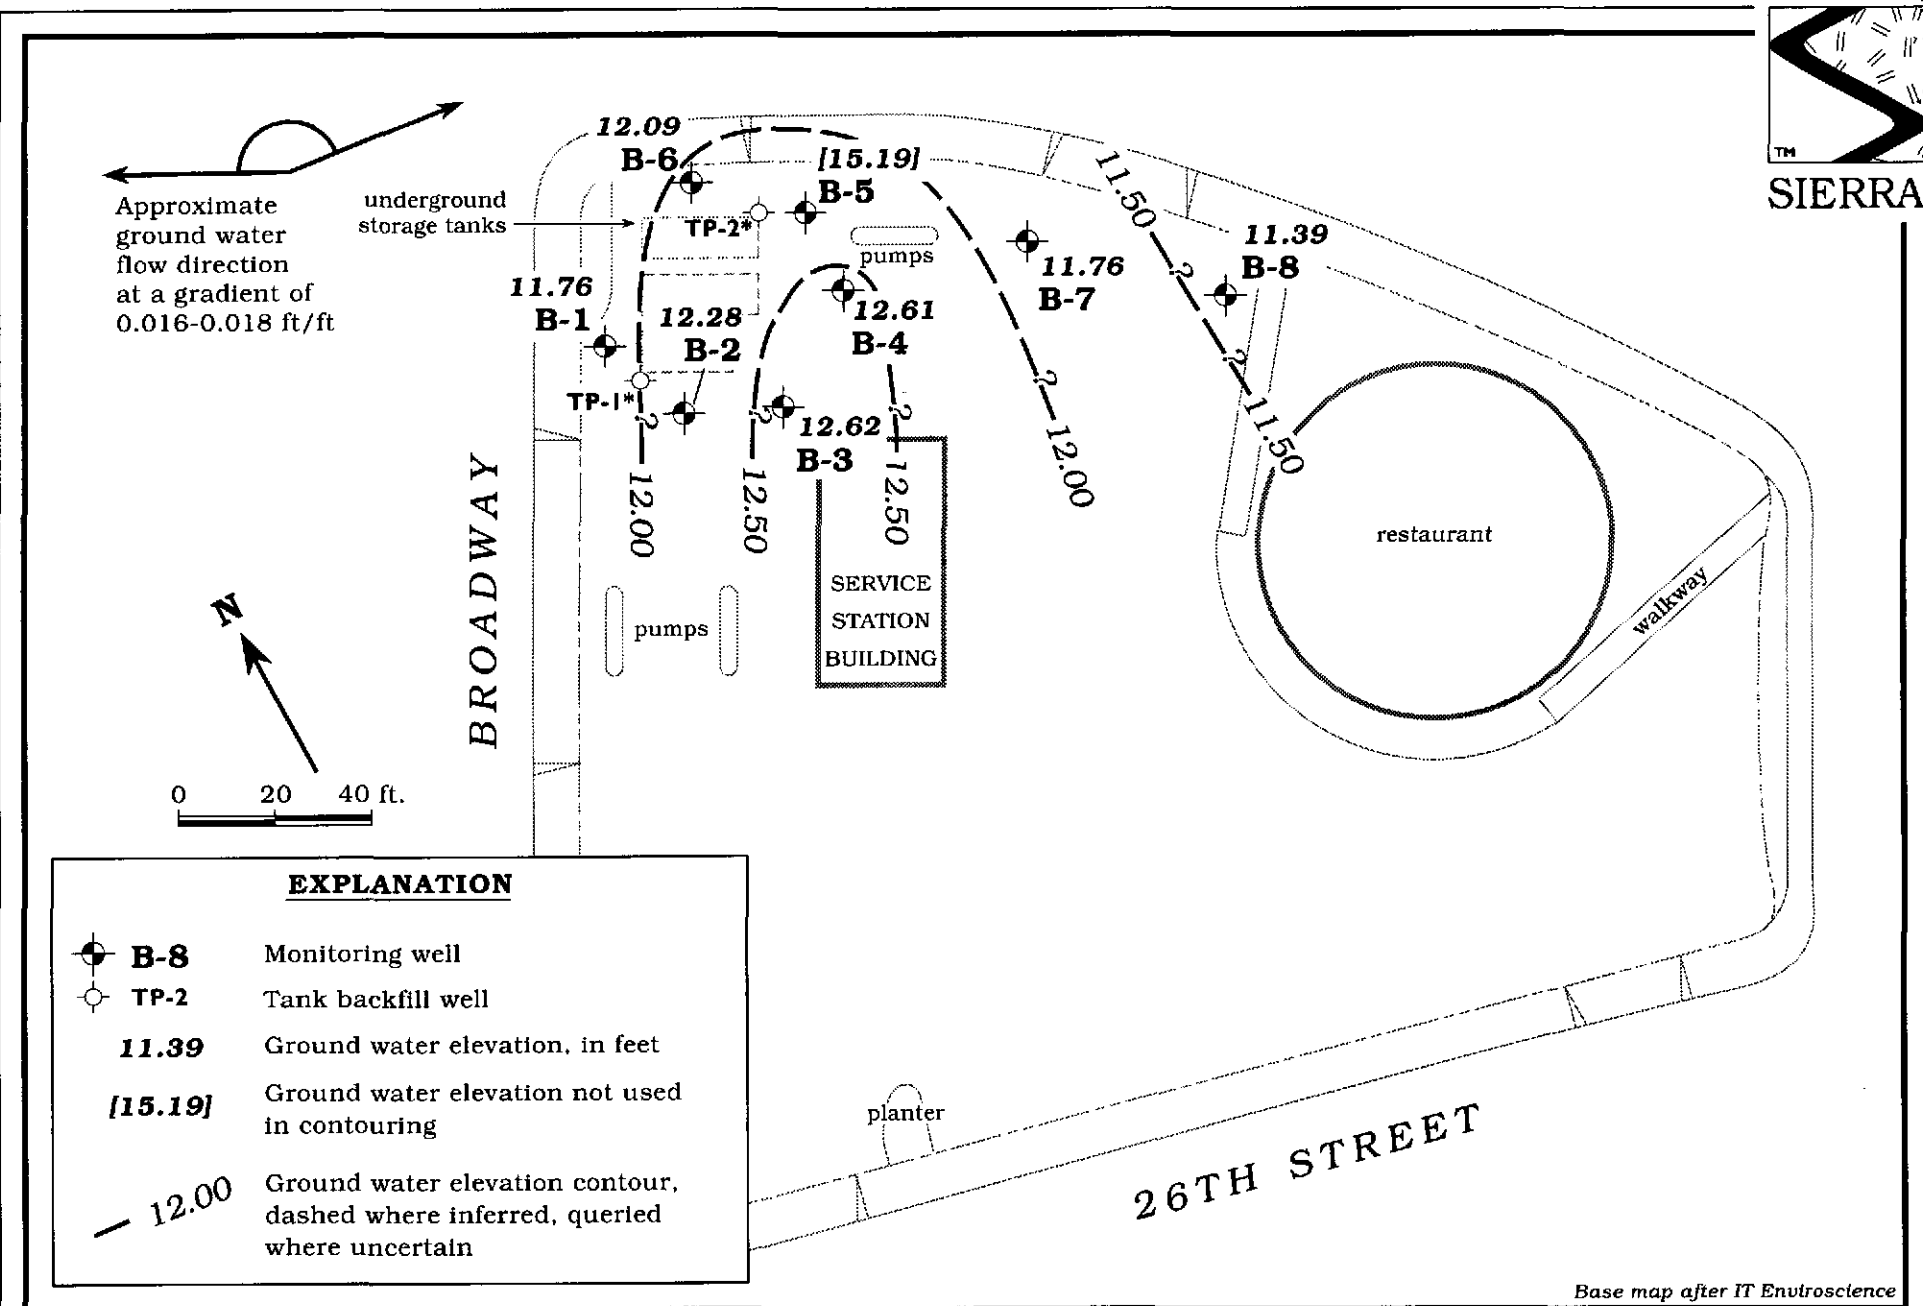 TM
SIERRA
Approximate
ground water
flow direction
at a gradient of
0.016-0.018 ft/ft
underground
storage tanks
12.09
B-6
[15.19]
B-5
TP-2*
pumps
11.76
B-1
12.28
B-2
12.61
B-4
TP-1*
12.62
B-3
11.76
B-7
11.39
B-8
11.50
?
?
11.50
?
12.00
?
12.00
?
12.50
?
12.50
BROADWAY
N
pumps
SERVICE
STATION
BUILDING
restaurant
walkway
0 20 40 ft.
planter
26TH STREET
EXPLANATION
B-8 Monitoring well
TP-2 Tank backfill well
11.39 Ground water elevation, in feet
[15.19] Ground water elevation not used
in contouring
12.00 Ground water elevation contour,
dashed where inferred, queried
where uncertain
Base map after IT Enviroscience